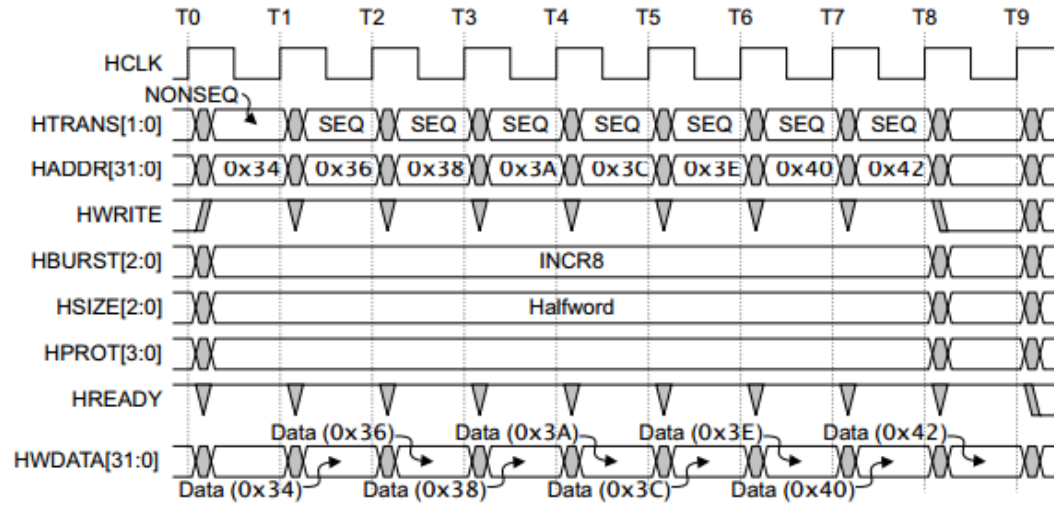 T0 T1 T2 T3 T4 T5 T6 T7 T8 T9
HCLK
NONSEQ
HTRANS[1:0] SEQ SEQ SEQ SEQ SEQ SEQ SEQ
HADDR[31:0] 0x34 0x36 0x38 0x3A 0x3C 0x3E 0x40 0x42
HWRITE
HBURST[2:0] INCR8
HSIZE[2:0] Halfword
HPROT[3:0]
HREADY
Data (0x36) Data (0x3A) Data (0x3E) Data (0x42)
HWDATA[31:0]
Data (0x34) Data (0x38) Data (0x3C) Data (0x40)